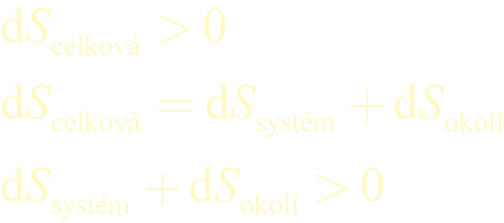 dS_celková > 0
dS_celková = dS_systém + dS_okolí
dS_systém + dS_okolí > 0